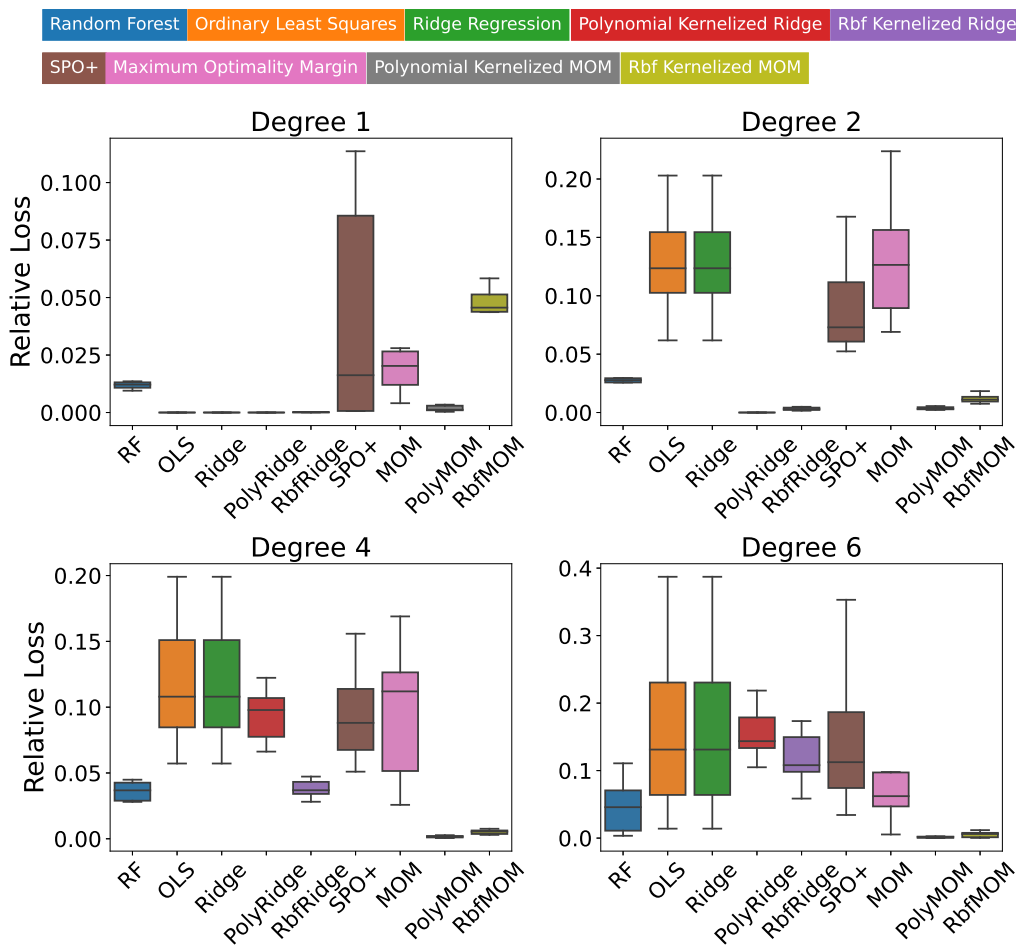 Random Forest Ordinary Least Squares Ridge Regression Polynomial Kernelized Ridge Rbf Kernelized Ridge
SPO+ Maximum Optimality Margin Polynomial Kernelized MOM Rbf Kernelized MOM
Degree 1
Relative Loss
0.100
0.075
0.050
0.025
0.000
RF OLS Ridge PolyRidge RbfRidge SPO+ MOM PolyMOM RbfMOM
Degree 2
0.20
0.15
0.10
0.05
0.00
RF OLS Ridge PolyRidge RbfRidge SPO+ MOM PolyMOM RbfMOM
Degree 4
Relative Loss
0.20
0.15
0.10
0.05
0.00
RF OLS Ridge PolyRidge RbfRidge SPO+ MOM PolyMOM RbfMOM
Degree 6
0.4
0.3
0.2
0.1
0.0
RF OLS Ridge PolyRidge RbfRidge SPO+ MOM PolyMOM RbfMOM